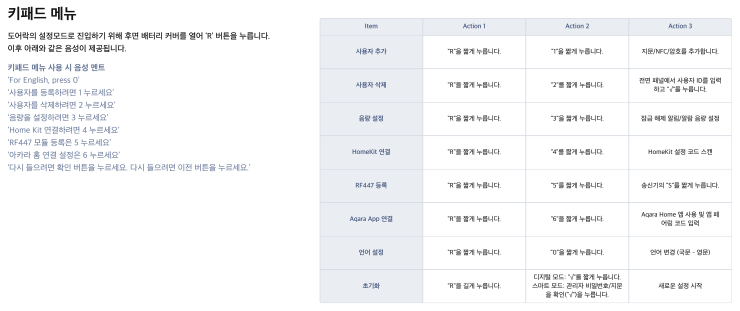 키패드 메뉴
도어락의 설정모드로 진입하기 위해 후면 배터리 커버를 열어 'R' 버튼을 누릅니다.
이후 아래와 같은 음성이 제공됩니다.
키패드 메뉴 사용 시 음성 멘트
'For English, press 0'
'사용자를 등록하려면 1 누르세요'
'사용자를 삭제하려면 2 누르세요'
'음량을 설정하려면 3 누르세요'
'Home Kit 연결하려면 4 누르세요'
'RF447 모듈 등록은 5 누르세요'
'아카라 홈 연결 설정은 6 누르세요'
'다시 들으려면 확인 버튼을 누르세요. 다시 들으려면 이전 버튼을 누르세요.'
Item Action 1 Action 2 Action 3
사용자 추가 "R"을 짧게 누릅니다. "1"을 짧게 누릅니다. 지문/NFC/암호를 추가합니다.
사용자 삭제 "R"을 짧게 누릅니다. "2"를 짧게 누릅니다. 전면 패널에서 사용자 ID를 입력
하고 "√"를 누릅니다.
음량 설정 "R"을 짧게 누릅니다. "3"을 짧게 누릅니다. 잠금 해제 알림/알람 음량 설정
HomeKit 연결 "R"를 짧게 누릅니다. "4"를 짧게 누릅니다. HomeKit 설정 코드 스캔
RF447 등록 "R"을 짧게 누릅니다. "5"를 짧게 누릅니다. 송신기의 "S"를 짧게 누릅니다.
Aqara App 연결 "R"을 짧게 누릅니다. "6"를 짧게 누릅니다. Aqara Home 앱 사용 및 앱 페
어링 코드 입력
언어 설정 "R"을 짧게 누릅니다. "0"을 짧게 누릅니다. 언어 변경 (국문 - 영문)
초기화 "R"를 길게 누릅니다. 디지털 모드: "√"를 짧게 누릅니다.
스마트 모드: 관리자 비밀번호/지문
을 확인("√")을 누릅니다. 새로운 설정 시작